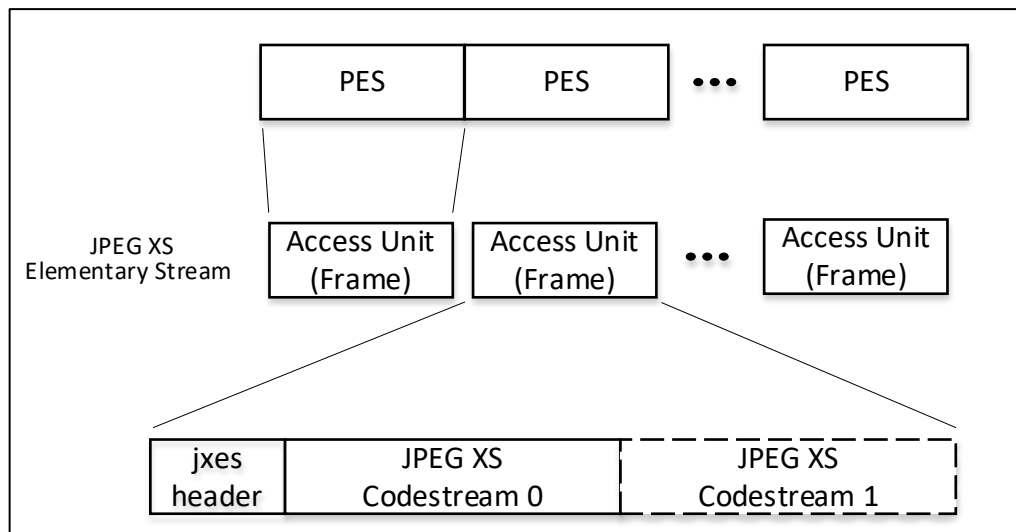 PES PES ••• PES
JPEG XS
Elementary Stream
Access Unit
(Frame)
Access Unit
(Frame)
•••
Access Unit
(Frame)
jxes
header
JPEG XS
Codestream 0
JPEG XS
Codestream 1